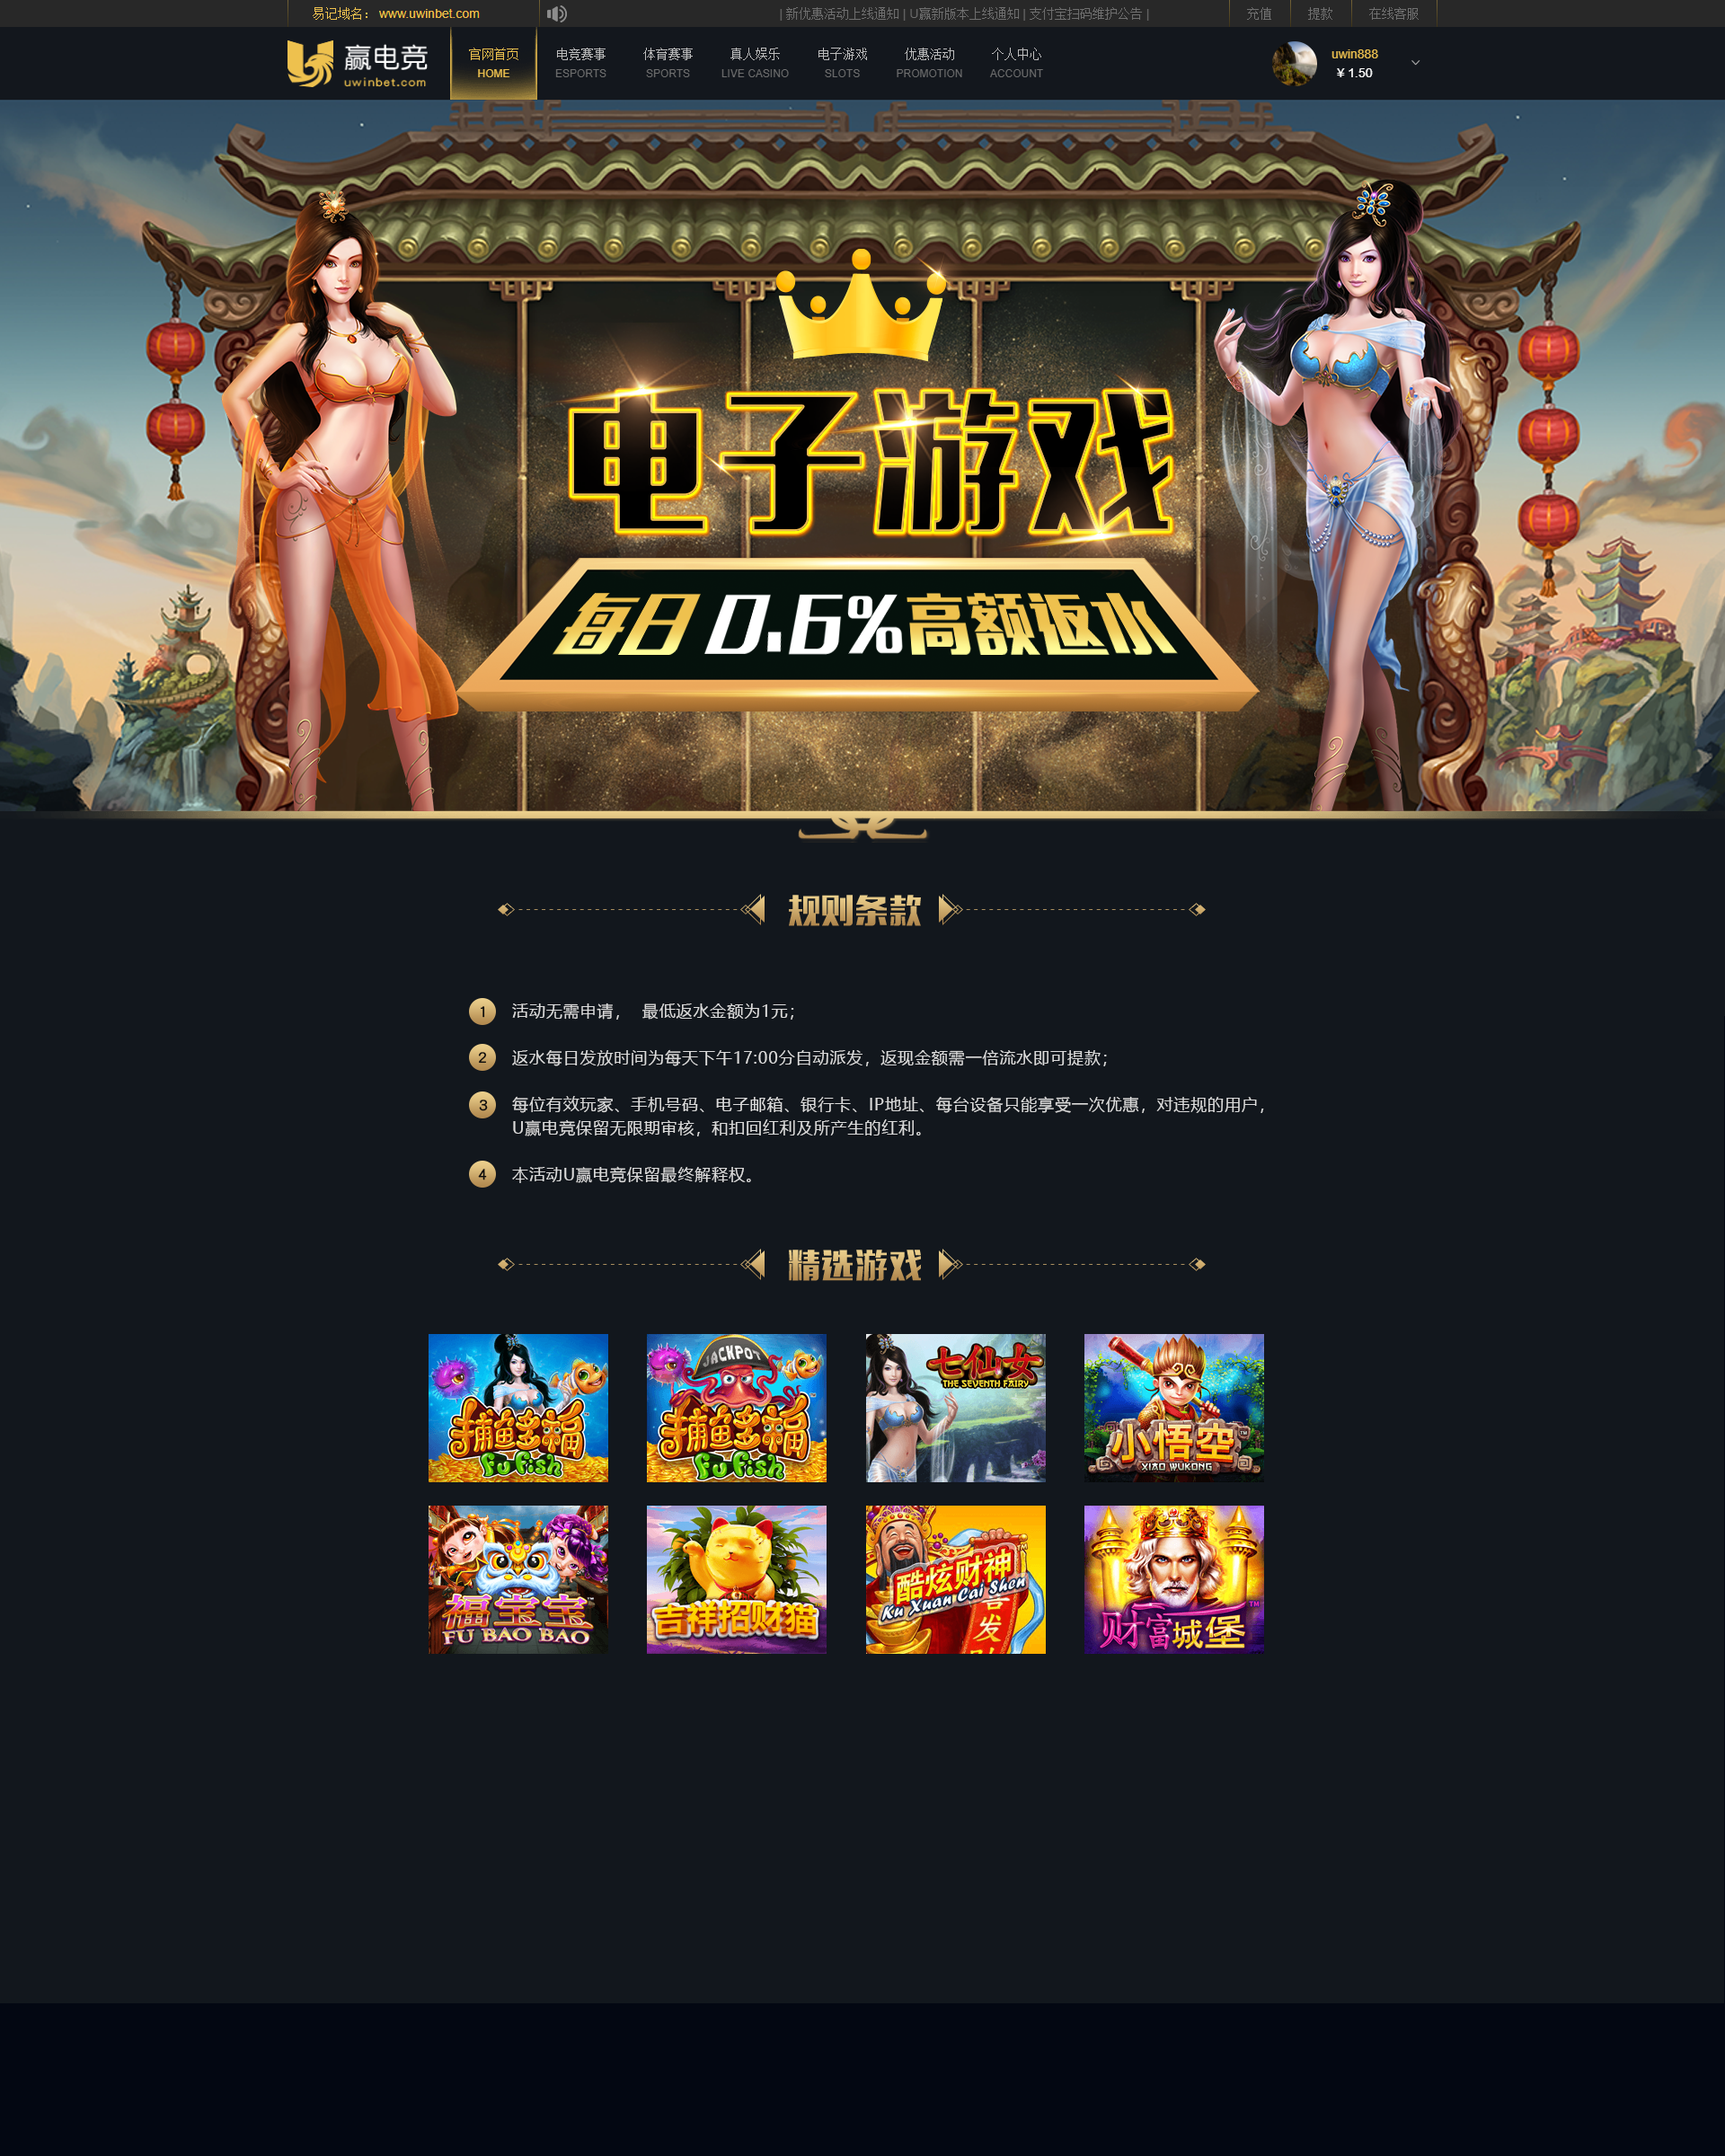 易记域名： www.uwinbet.com
| 新优惠活动上线通知 | U赢新版本上线通知 | 支付宝扫码维护公告 |
充值
提款
在线客服
赢电竞
uwinbet.com
官网首页
HOME
电竞赛事
ESPORTS
体育赛事
SPORTS
真人娱乐
LIVE CASINO
电子游戏
SLOTS
优惠活动
PROMOTION
个人中心
ACCOUNT
uwin888
¥ 1.50
电子游戏
每日 0.6%高额返水
规则条款
1 活动无需申请， 最低返水金额为1元；
2 返水每日发放时间为每天下午17:00分自动派发，返现金额需一倍流水即可提款；
3 每位有效玩家、手机号码、电子邮箱、银行卡、IP地址、每台设备只能享受一次优惠，对违规的用户，
U赢电竞保留无限期审核，和扣回红利及所产生的红利。
4 本活动U赢电竞保留最终解释权。
精选游戏
捕鱼多福
Fu Fish
JACKPOT
捕鱼多福
Fu Fish
七仙女
THE SEVENTH FAIRY
小悟空
XIAO WUKONG
福宝宝
FU BAO BAO
吉祥招财猫
酷炫财神
Ku Xuan Cai Shen
喜发财
财富城堡